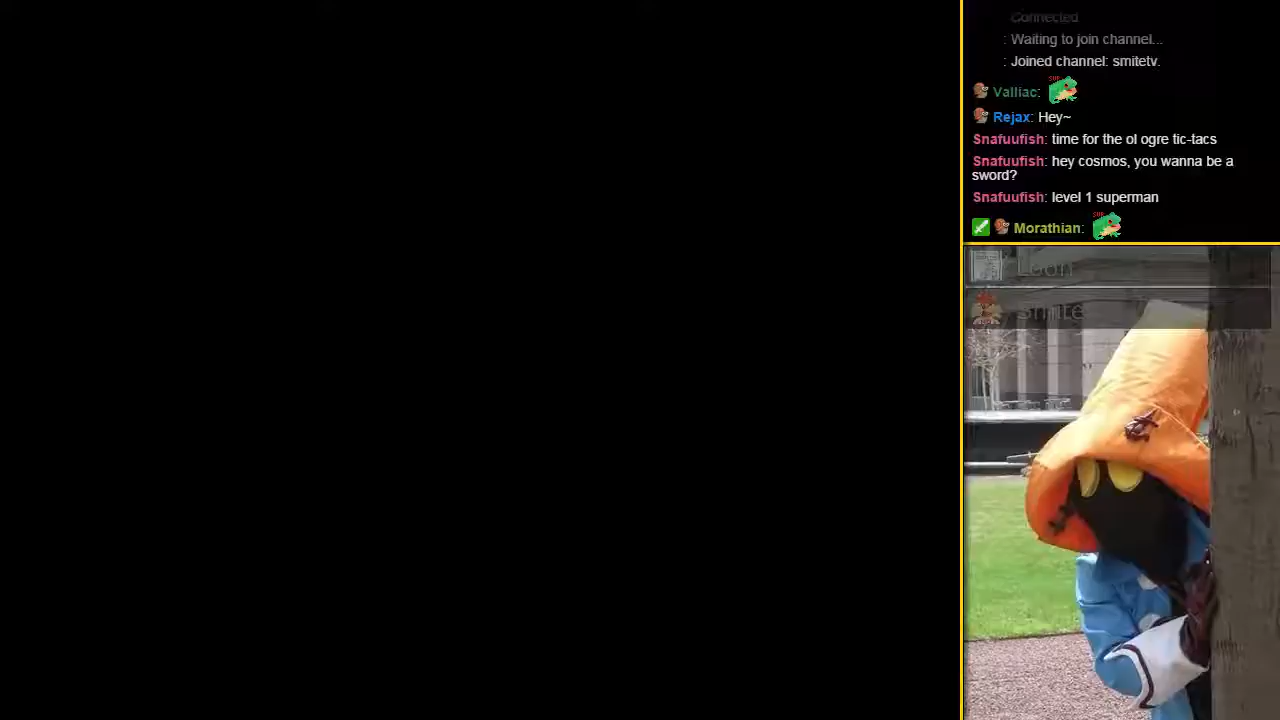 Connected
: Waiting to join channel...
: Joined channel: smitetv.
Valliac:
Rejax: Hey~
Snafuufish: time for the ol ogre tic-tacs
Snafuufish: hey cosmos, you wanna be a
sword?
Snafuufish: level 1 superman
Morathian:
Loon
Smite